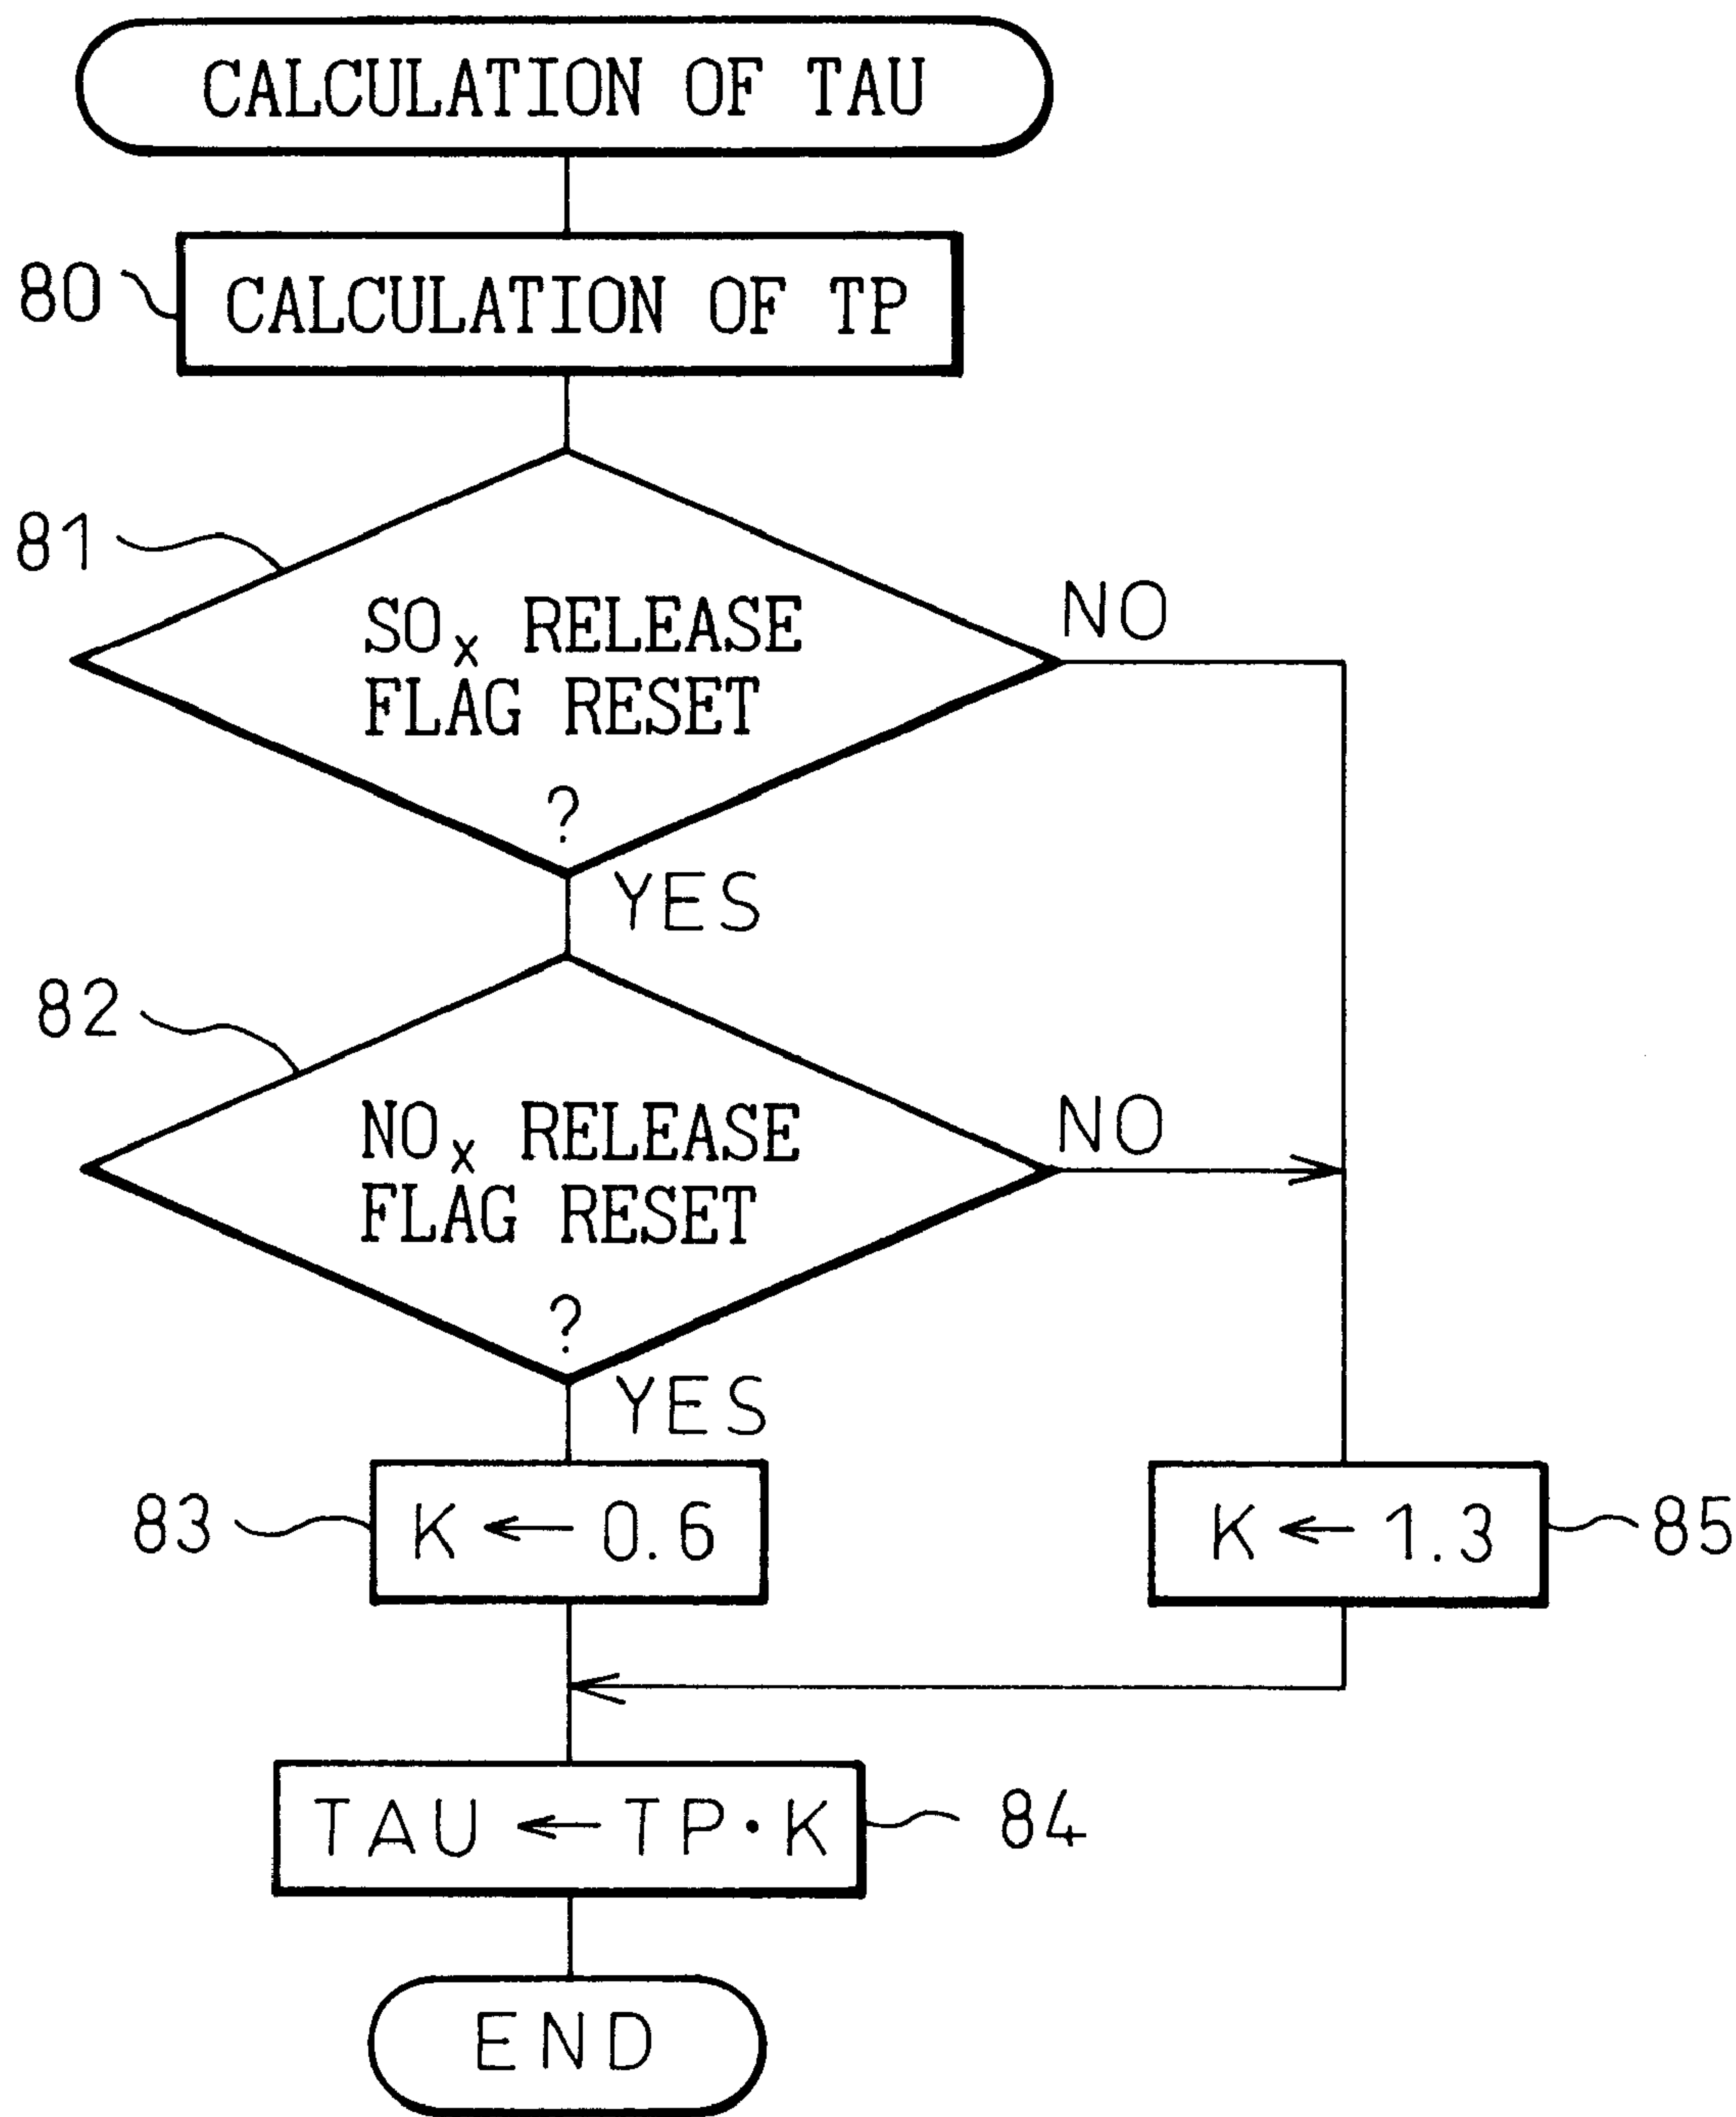 CALCULATION OF TAU
80
CALCULATION OF TP
81
SOx RELEASE
FLAG RESET
?
NO
YES
82
NOx RELEASE
FLAG RESET
?
NO
YES
83
K ← 0.6
K ← 1.3
85
TAU ← TP·K
84
END